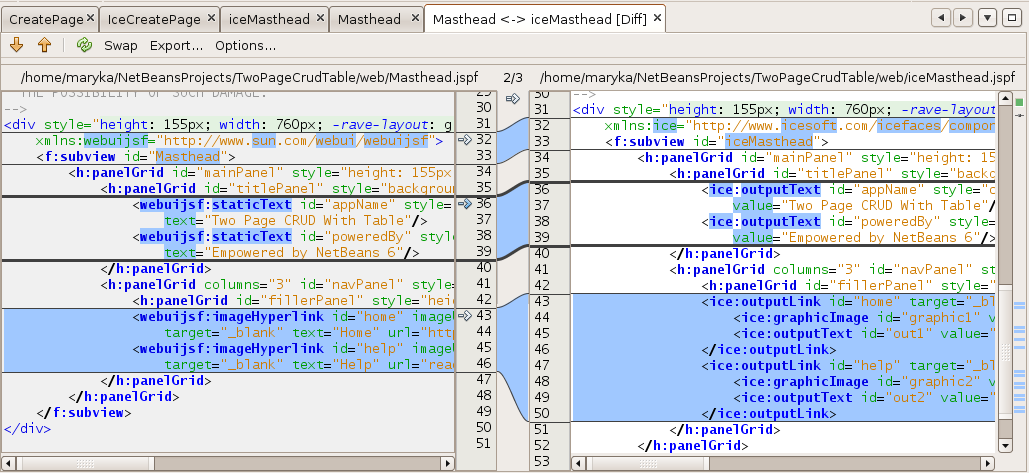 CreatePage IceCreatePage iceMasthead Masthead Masthead <-> iceMasthead [Diff]
Swap Export... Options...
/home/maryka/NetBeansProjects/TwoPageCrudTable/web/Masthead.jspf 2/3 /home/maryka/NetBeansProjects/TwoPageCrudTable/web/iceMasthead.jspf
THE POSSIBILITY OF SUCH DAMAGE. 29
--> 30
<div style="height: 155px; width: 760px; -rave-layout: g 31
xmlns:webuijsf="http://www.sun.com/webui/webuijsf"> 32
<f:subview id="Masthead"> 33
<h:panelGrid id="mainPanel" style="height: 155px 34
<h:panelGrid id="titlePanel" style="backgroun 35
<webuijsf:staticText id="appName" style= 36
text="Two Page CRUD With Table"/> 37
<webuijsf:staticText id="poweredBy" styl 38
text="Empowered by NetBeans 6"/> 39
</h:panelGrid> 40
<h:panelGrid columns="3" id="navPanel" style= 41
<h:panelGrid id="fillerPanel" style="hei 42
<webuijsf:imageHyperlink id="home" image 43
target="_blank" text="Home" url="htt 44
<webuijsf:imageHyperlink id="help" image 45
target="_blank" text="Help" url="rea 46
</h:panelGrid> 47
</h:panelGrid> 48
</f:subview> 49
</div> 50
51
30 -->
31 <div style="height: 155px; width: 760px; -rave-layout
32 xmlns:ice="http://www.icesoft.com/icefaces/compon
33 <f:subview id="iceMasthead">
34 <h:panelGrid id="mainPanel" style="height: 15
35 <h:panelGrid id="titlePanel" style="backg
36 <ice:outputText id="appName" style="c
37 value="Two Page CRUD With Table"/
38 <ice:outputText id="poweredBy" style=
39 value="Empowered by NetBeans 6"/>
40 </h:panelGrid>
41 <h:panelGrid columns="3" id="navPanel" st
42 <h:panelGrid id="fillerPanel" style="
43 <ice:outputLink id="home" target="_bl
44 <ice:graphicImage id="graphic1" v
45 <ice:outputText id="out1" value="
46 </ice:outputLink>
47 <ice:outputLink id="help" target="_bl
48 <ice:graphicImage id="graphic2" v
49 <ice:outputText id="out2" value="
50 </ice:outputLink>
51 </h:panelGrid>
52 </h:panelGrid>
53